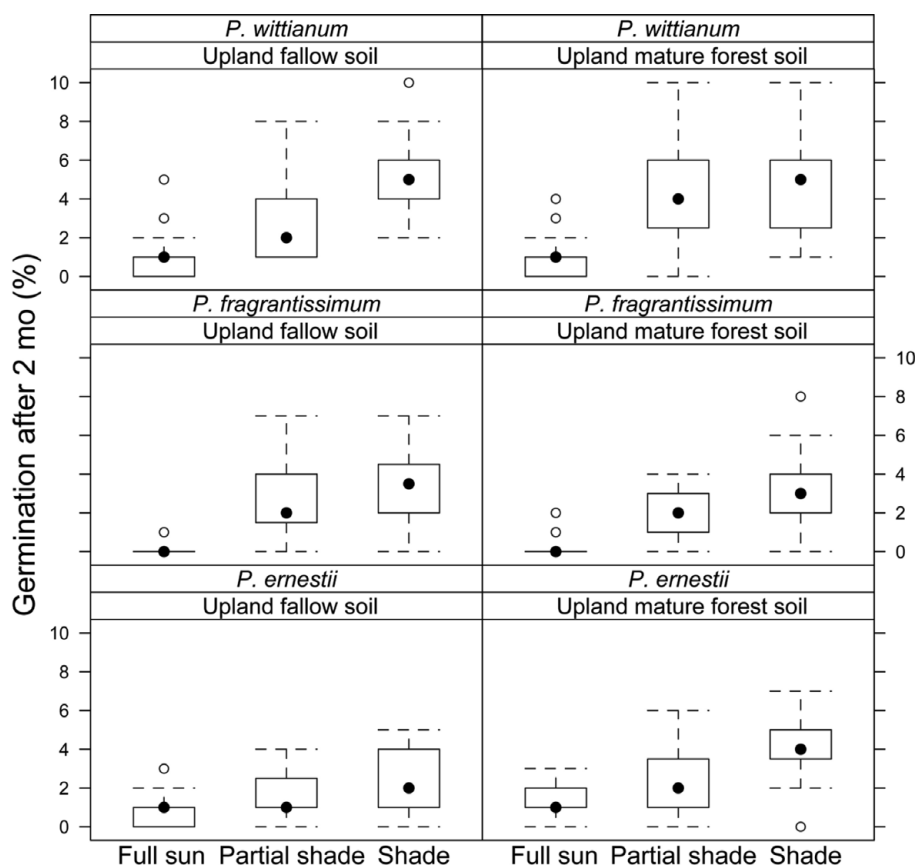 Germination after 2 mo (%)
P. wittianum
P. wittianum
Upland fallow soil
Upland mature forest soil
10
8
6
4
2
0
P. fragrantissimum
P. fragrantissimum
Upland fallow soil
Upland mature forest soil
10
8
6
4
2
0
P. ernestii
P. ernestii
Upland fallow soil
Upland mature forest soil
10
8
6
4
2
0
Full sun Partial shade Shade
Full sun Partial shade Shade